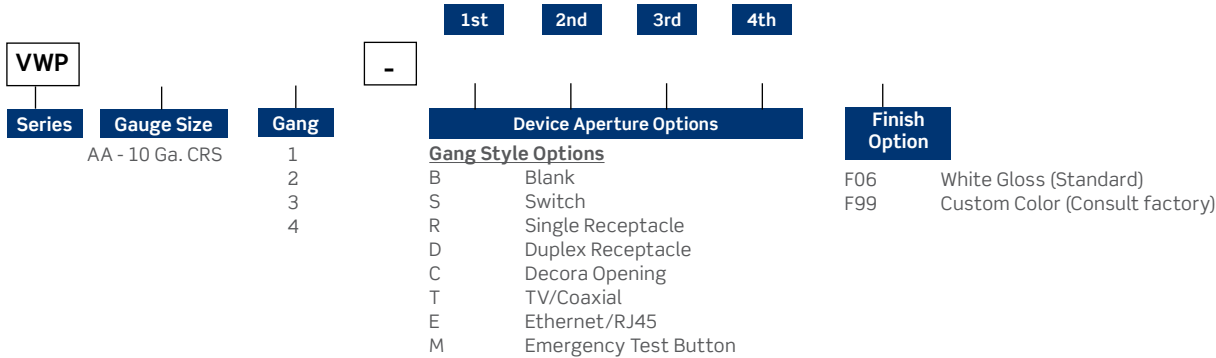 1st 2nd 3rd 4th
VWP -
Series Gauge Size Gang Device Aperture Options Finish Option
AA - 10 Ga. CRS
1
2
3
4
Gang Style Options
B Blank
S Switch
R Single Receptacle
D Duplex Receptacle
C Decora Opening
T TV/Coaxial
E Ethernet/RJ45
M Emergency Test Button
F06 White Gloss (Standard)
F99 Custom Color (Consult factory)